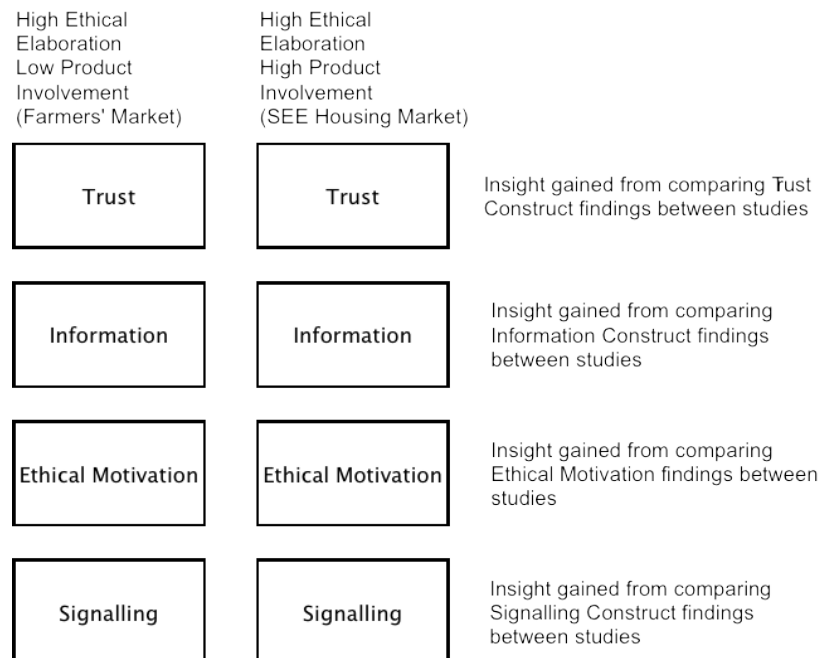 High Ethical
Elaboration
Low Product
Involvement
(Farmers' Market)
High Ethical
Elaboration
High Product
Involvement
(SEE Housing Market)
Trust
Trust
Insight gained from comparing Trust
Construct findings between studies
Information
Information
Insight gained from comparing
Information Construct findings
between studies
Ethical Motivation
Ethical Motivation
Insight gained from comparing
Ethical Motivation findings between
studies
Signalling
Signalling
Insight gained from comparing
Signalling Construct findings
between studies